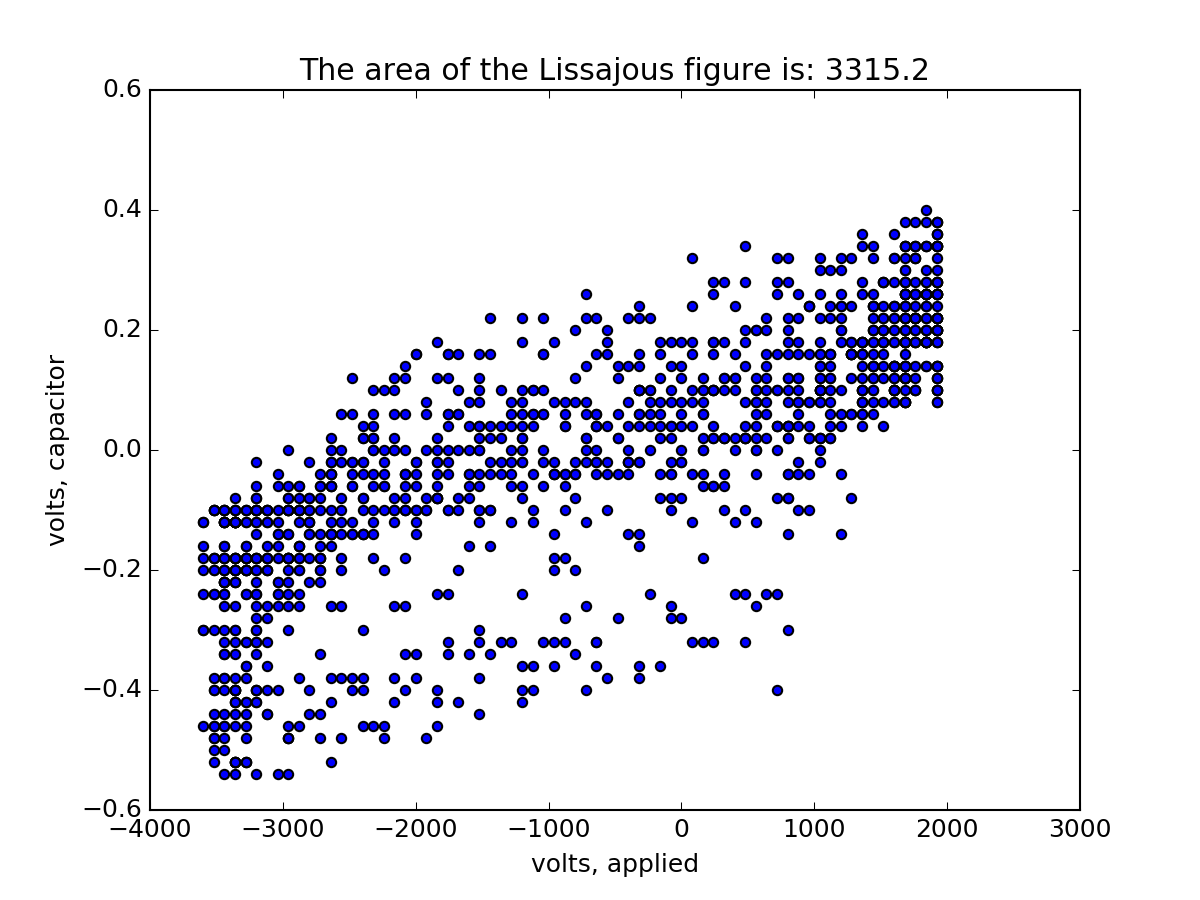 The area of the Lissajous figure is: 3315.2
0.6
0.4
0.2
0.0
−0.2
−0.4
−0.6
volts, capacitor
−4000 −3000 −2000 −1000 0 1000 2000 3000
volts, applied